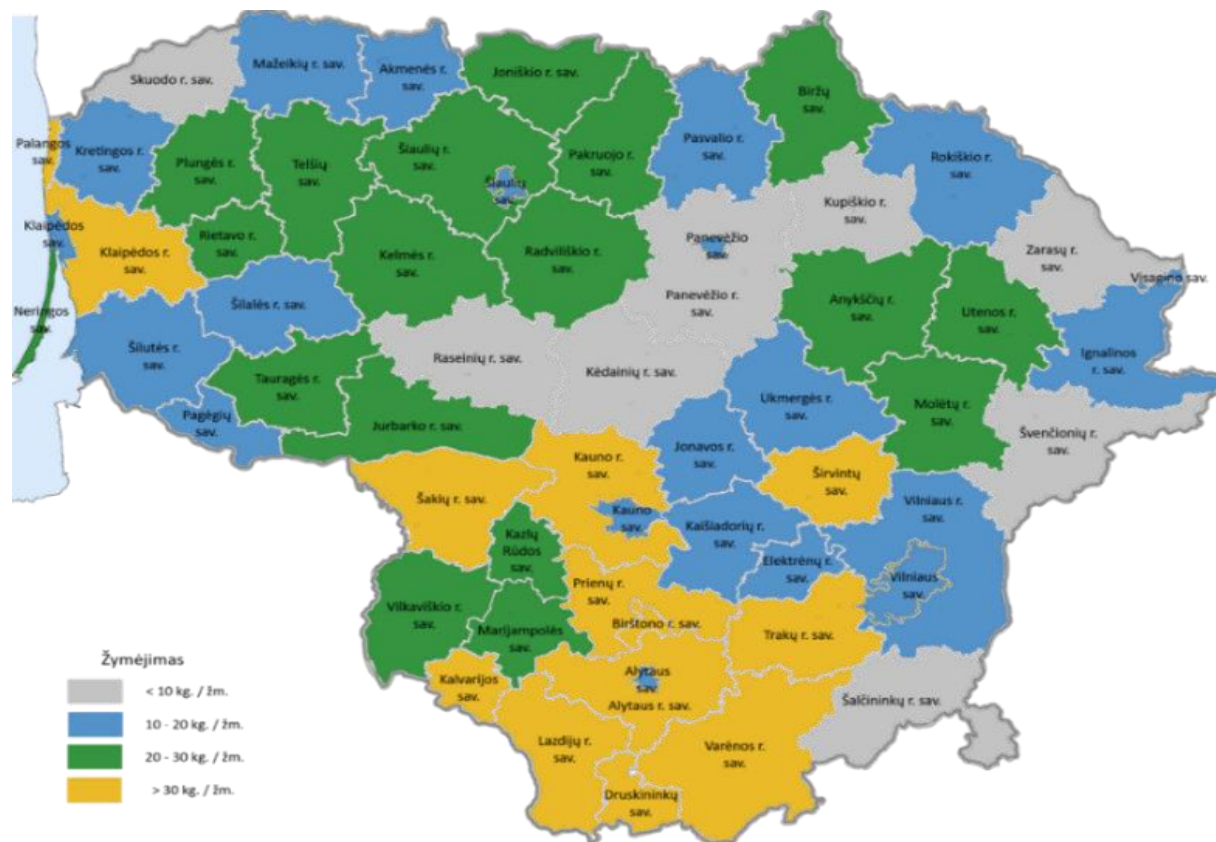 Skuodo r. sav.
Mažeikių r. sav.
Akmenės r.
sav.
Joniškio r. sav.
Biržų
sav.
Palangos
sav.
Kretingos r.
sav.
Plungės r.
sav.
Telšių
sav.
Šiaulių r.
sav.
Šiaulių
sav.
Pakruojo r.
sav.
Pasvalio r.
sav.
Rokiškio r.
sav.
Kupiškio r.
sav.
Klaipėdos
sav.
Klaipėdos r.
sav.
Rietavo r.
sav.
Kelmės r.
sav.
Radviliškio r.
sav.
Panevėžio
sav.
Panevėžio r.
sav.
Zarasų r.
sav.
Visagino sav.
Neringos
sav.
Šilalės r. sav.
Anykščių r.
sav.
Utenos r.
sav.
Ignalinos
r. sav.
Šilutės r.
sav.
Raseinių r. sav.
Kėdainių r. sav.
Tauragės r.
sav.
Ukmergės r.
sav.
Molėtų r.
sav.
Pagėgių
sav.
Jurbarko r. sav.
Švenčionių r.
sav.
Jonavos r.
sav.
Kauno r.
sav.
Širvintų
sav.
Šakių r. sav.
Vilniaus r.
sav.
Kauno
sav.
Kaišiadorių r.
sav.
Kazlų
Rūdos
sav.
Elektrėnų r.
sav.
Vilniaus
sav.
Prienų r.
sav.
Vilkaviškio r.
sav.
Birštono r. sav.
Marijampolės
sav.
Trakų r. sav.
Kalvarijos
sav.
Alytaus
sav.
Alytaus r. sav.
Šalčininkų r. sav.
Lazdijų r.
sav.
Varėnos r.
sav.
Druskininkų
sav.
Žymėjimas
< 10 kg. / žm.
10 - 20 kg. / žm.
20 - 30 kg. / žm.
> 30 kg. / žm.